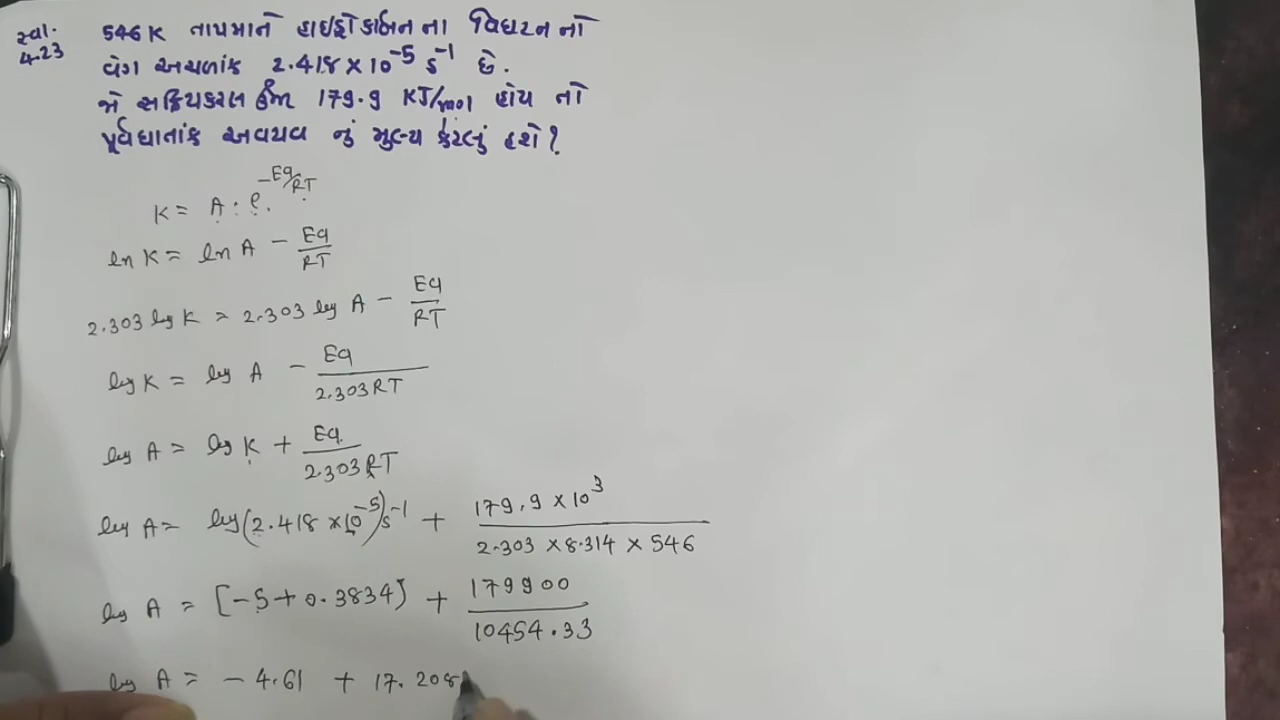 સ્વા. 4.23
546 K તાપમાને હાઇડ્રોકાર્બન ના વિઘટન નો
વેગ અચળાંક 2.418 × 10⁻⁵ s⁻¹ છે.
જો સક્રિયકરણ ઊર્જા 179.9 KJ/mol હોય તો
પૂર્વઘાતાંક અવયવ નું મુલ્ય કેટલું હશે?
K = A · e^(-Ea/RT)
ln K = ln A - Ea/RT
2.303 log K = 2.303 log A - Ea/RT
log K = log A - Ea/2.303RT
log A = log K + Ea/2.303RT
log A = log(2.418 × 10⁻⁵)s⁻¹ + 179.9 × 10³/2.303 × 8.314 × 546
log A = [-5 + 0.3834] + 179900/10454.33
log A = - 4.61 + 17.208